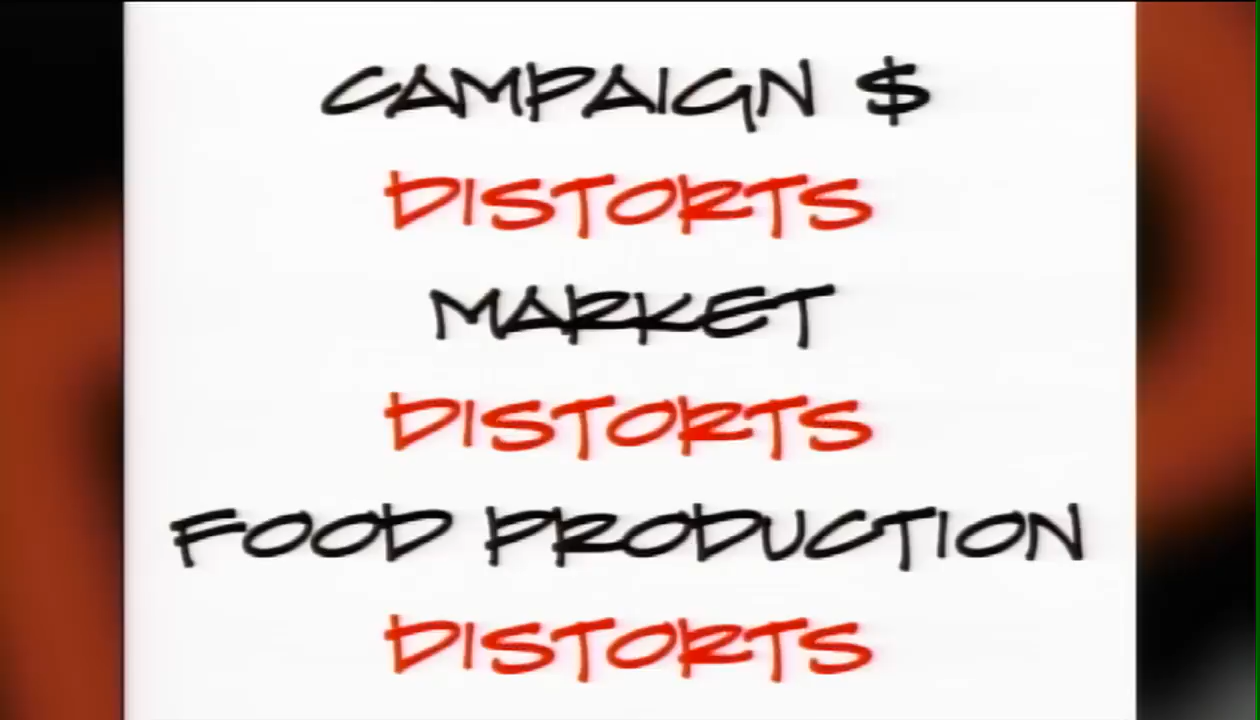 CAMPAIGN $
DISTORTS
MARKET
DISTORTS
FOOD PRODUCTION
DISTORTS